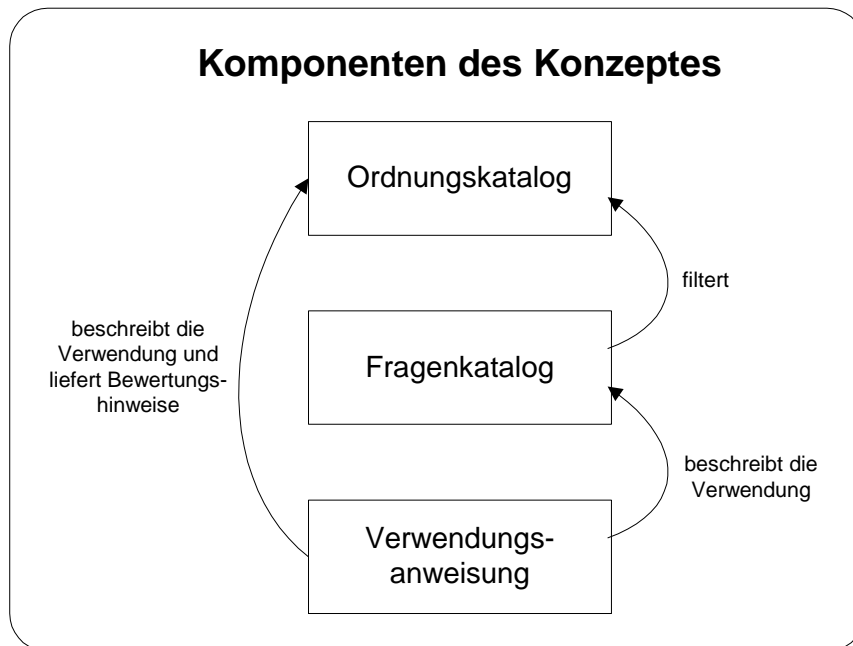 Komponenten des Konzeptes
Ordnungskatalog
filtert
beschreibt die
Verwendung und
liefert Bewertungs-
hinweise
Fragenkatalog
beschreibt die
Verwendung
Verwendungs-
anweisung